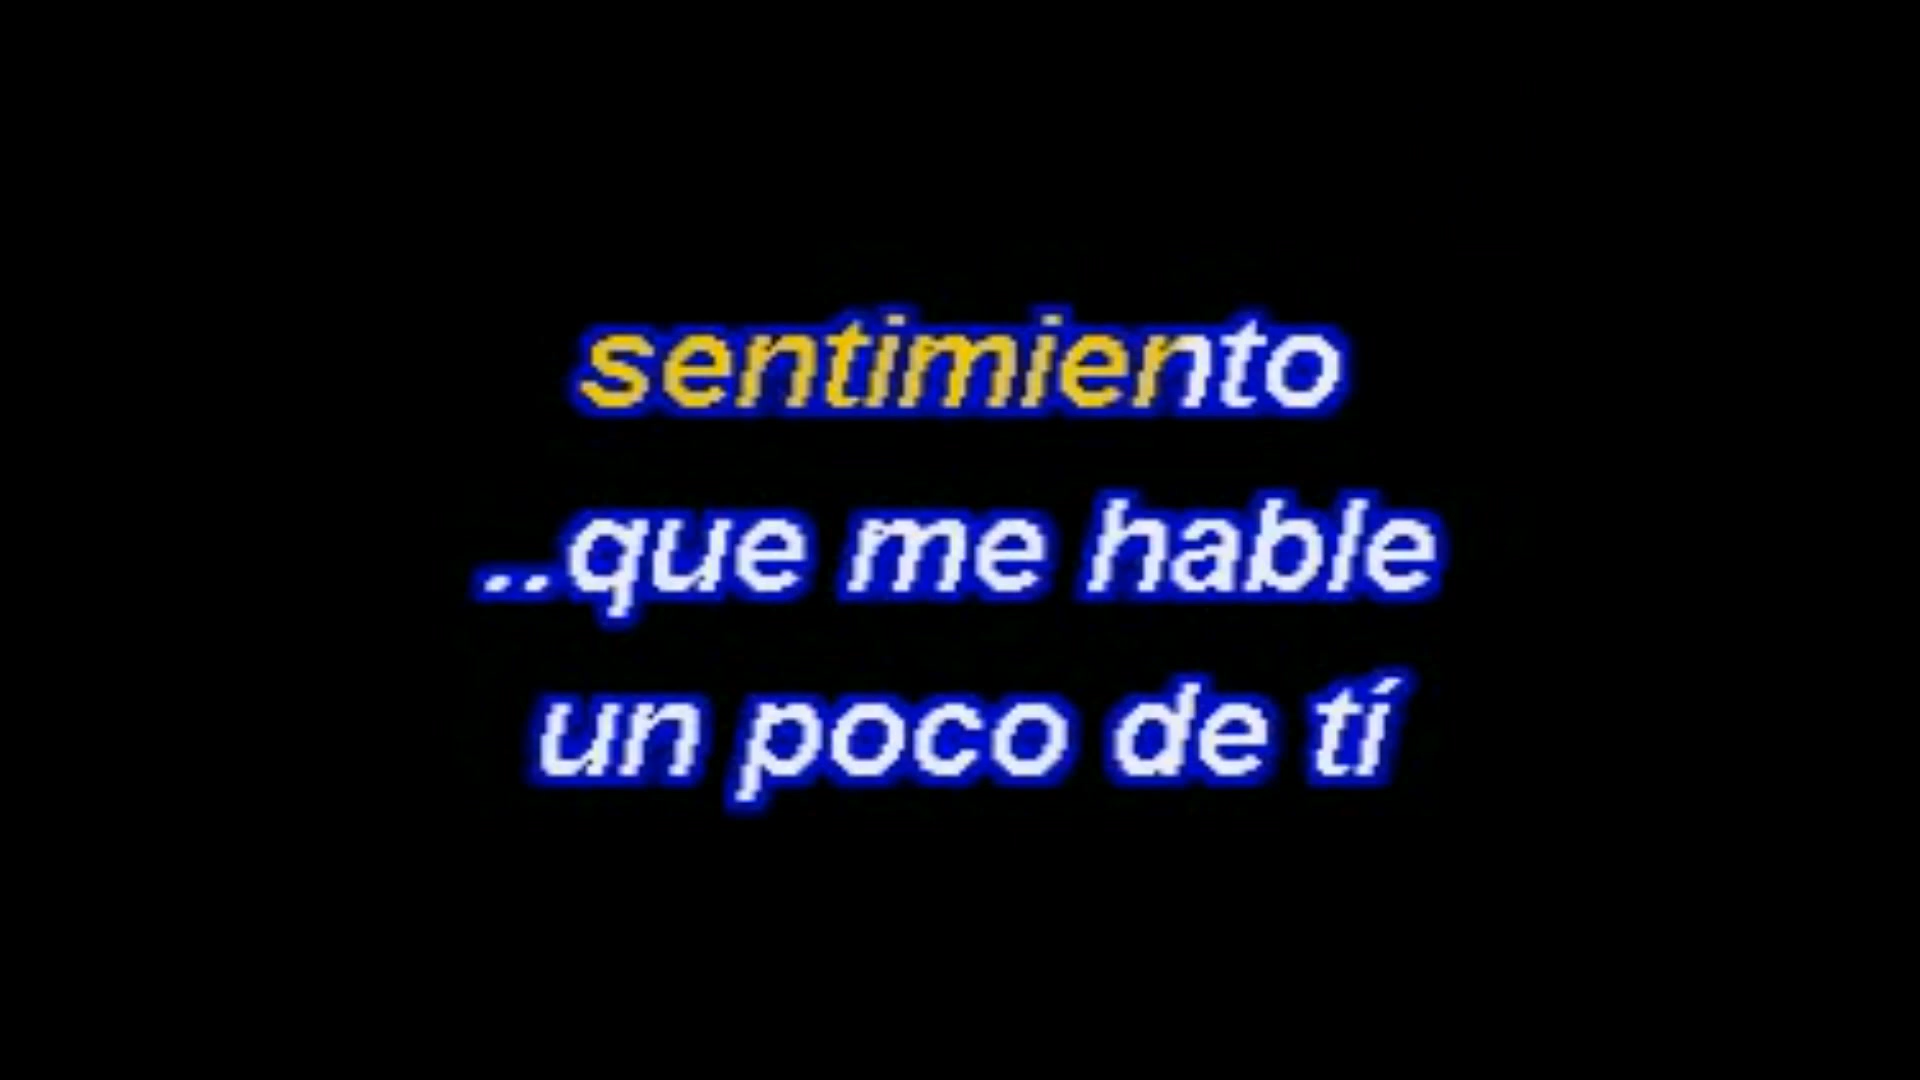 sentimiento
..que me hable
un poco de tí